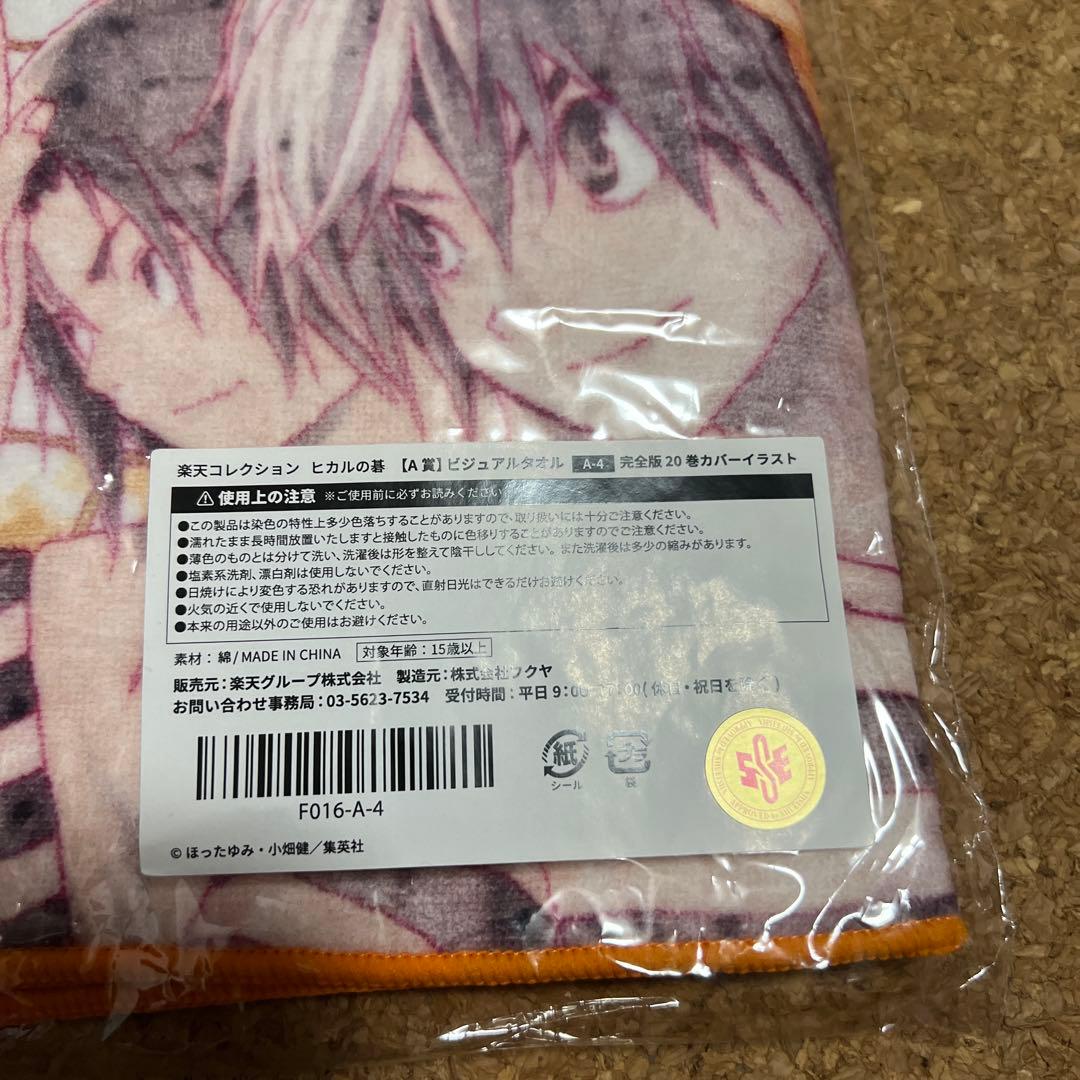 楽天コレクション ヒカルの碁 【A賞】ビジュアルタオル A-4 完全版20巻カバーイラスト
使用上の注意 ※ご使用前に必ずお読みください
●この製品は染色の特性上多少色落ちすることがありますので、取り扱いには十分ご注意ください。
●濡れたまま長時間放置いたしますと接触したものに色移りすることがありますのでご注意ください。
●薄色のものとは分けて洗い、洗濯後は形を整えて陰干ししてください。また洗濯後は多少の縮みがあります。
●塩素系洗剤、漂白剤は使用しないでください。
●日焼けにより変色する恐れがありますので、直射日光はできるだけお避けください。
●火気の近くで使用しないでください。
●本来の用途以外のご使用はお避けください。
素材：綿/MADE IN CHINA 対象年齢：15歳以上
販売元：楽天グループ株式会社 製造元：株式会社フクヤ
お問い合わせ事務局：03-5623-7534 受付時間：平日9:00-17:00(休日・祝日を除く)
紙
シール
プラ
袋
F016-A-4
© ほったゆみ・小畑健／集英社